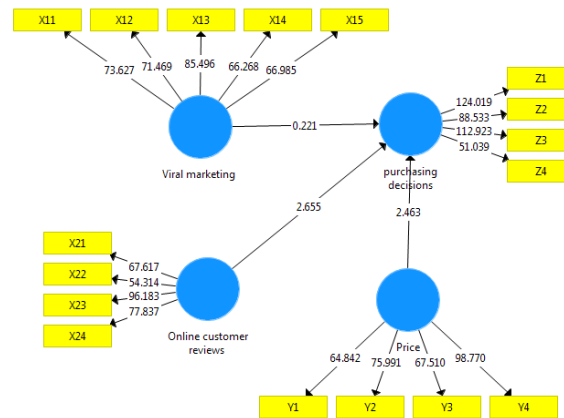 X11
X12
X13
X14
X15
73.627
71.469
85.496
66.268
66.985
Viral marketing
0.221
purchasing
decisions
124.019
88.533
112.923
51.039
Z1
Z2
Z3
Z4
2.655
2.463
X21
X22
X23
X24
67.617
54.314
96.183
77.837
Online customer
reviews
Price
64.842
75.991
67.510
98.770
Y1
Y2
Y3
Y4